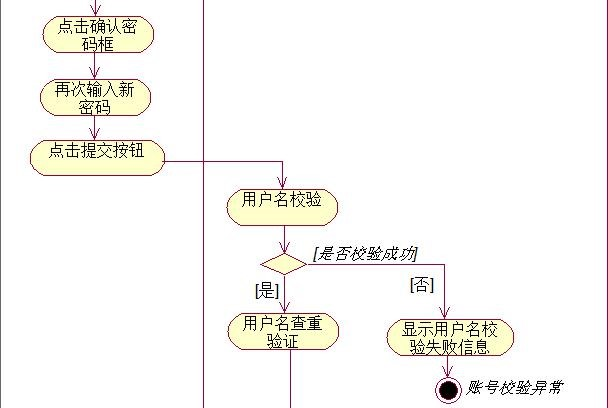 点击确认密
码框
再次输入新
密码
点击提交按钮
用户名校验
[是否校验成功]
[是]
[否]
用户名查重
验证
显示用户名校
验失败信息
账号校验异常